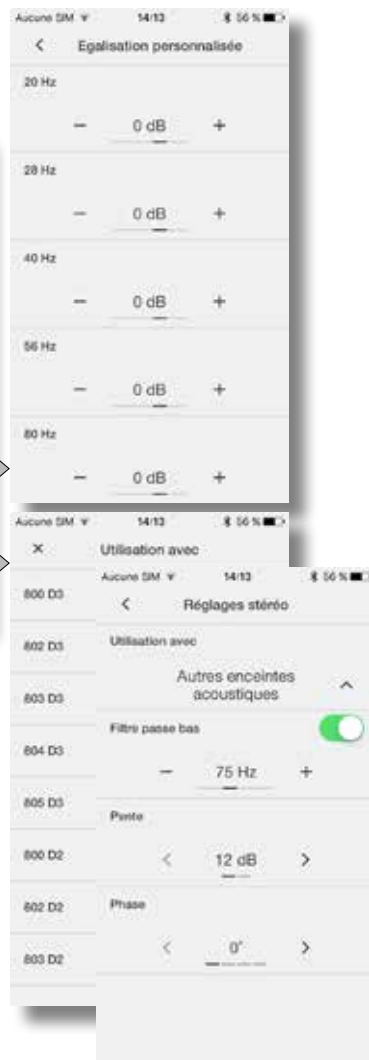 Aucune SIM 14/13 56 %
Egalisation personnalisée
20 Hz
− 0 dB +
28 Hz
− 0 dB +
40 Hz
− 0 dB +
56 Hz
− 0 dB +
80 Hz
− 0 dB +
Aucune SIM 14/13 56 %
× Utilisation avec
800 D3
802 D3
803 D3
804 D3
805 D3
800 D2
802 D2
803 D2
Aucune SIM 14/13 56 %
< Réglages stéréo
Utilisation avec
Autres enceintes
acoustiques
Filtre passe bas
− 75 Hz +
Pente
< 12 dB >
Phase
< 0° >